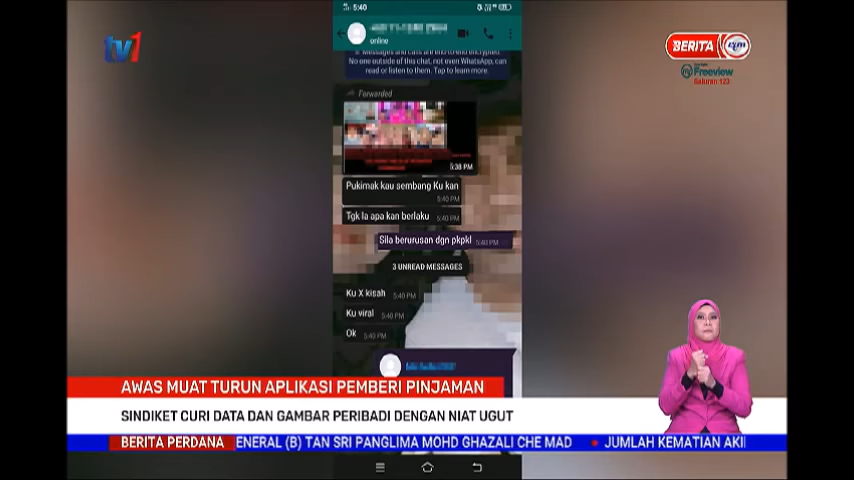 5:40
tv1
BERITA rtm
online
Messages and calls are end-to-end encrypted.
No one outside of this chat, not even WhatsApp, can
read or listen to them. Tap to learn more.
myFreeview
Saluran 123
Forwarded
5:38 PM
Pukimak kau sembang Ku kan
5:40 PM
Tgk la apa kan berlaku 5:40 PM
Sila berurusan dgn pkpkl 5:40 PM
3 UNREAD MESSAGES
Ku X kisah 5:40 PM
Ku viral 5:40 PM
Ok 5:40 PM
AWAS MUAT TURUN APLIKASI PEMBERI PINJAMAN
SINDIKET CURI DATA DAN GAMBAR PERIBADI DENGAN NIAT UGUT
BERITA PERDANA ENERAL (B) TAN SRI PANGLIMA MOHD GHAZALI CHE MAD • JUMLAH KEMATIAN AKI